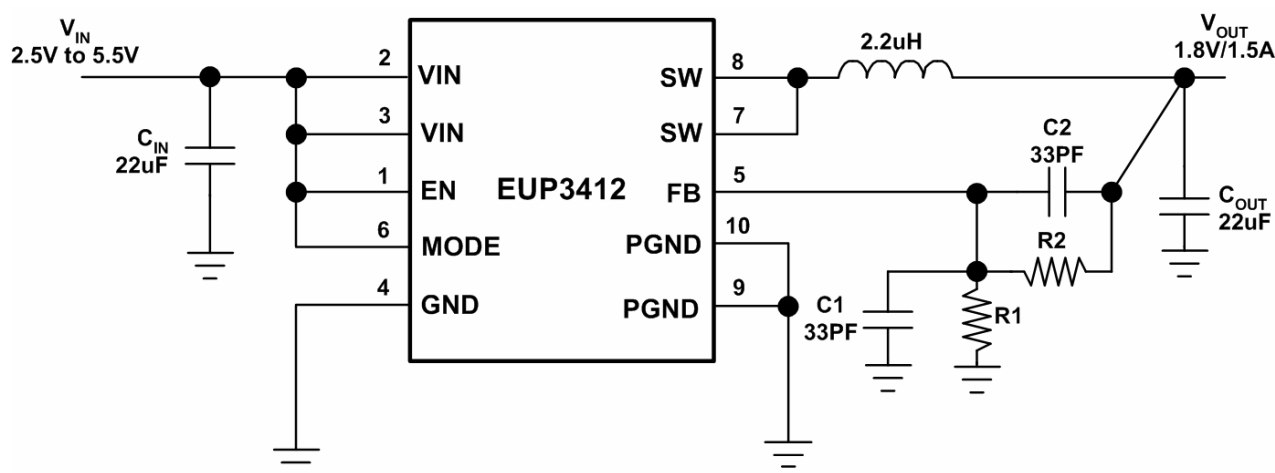 VIN
2.5V to 5.5V
CIN
22uF
2
VIN
3
VIN
1
EN
6
MODE
4
GND
EUP3412
SW
8
SW
7
FB
5
PGND
10
PGND
9
2.2uH
VOUT
1.8V/1.5A
C2
33PF
R2
COUT
22uF
C1
33PF
R1